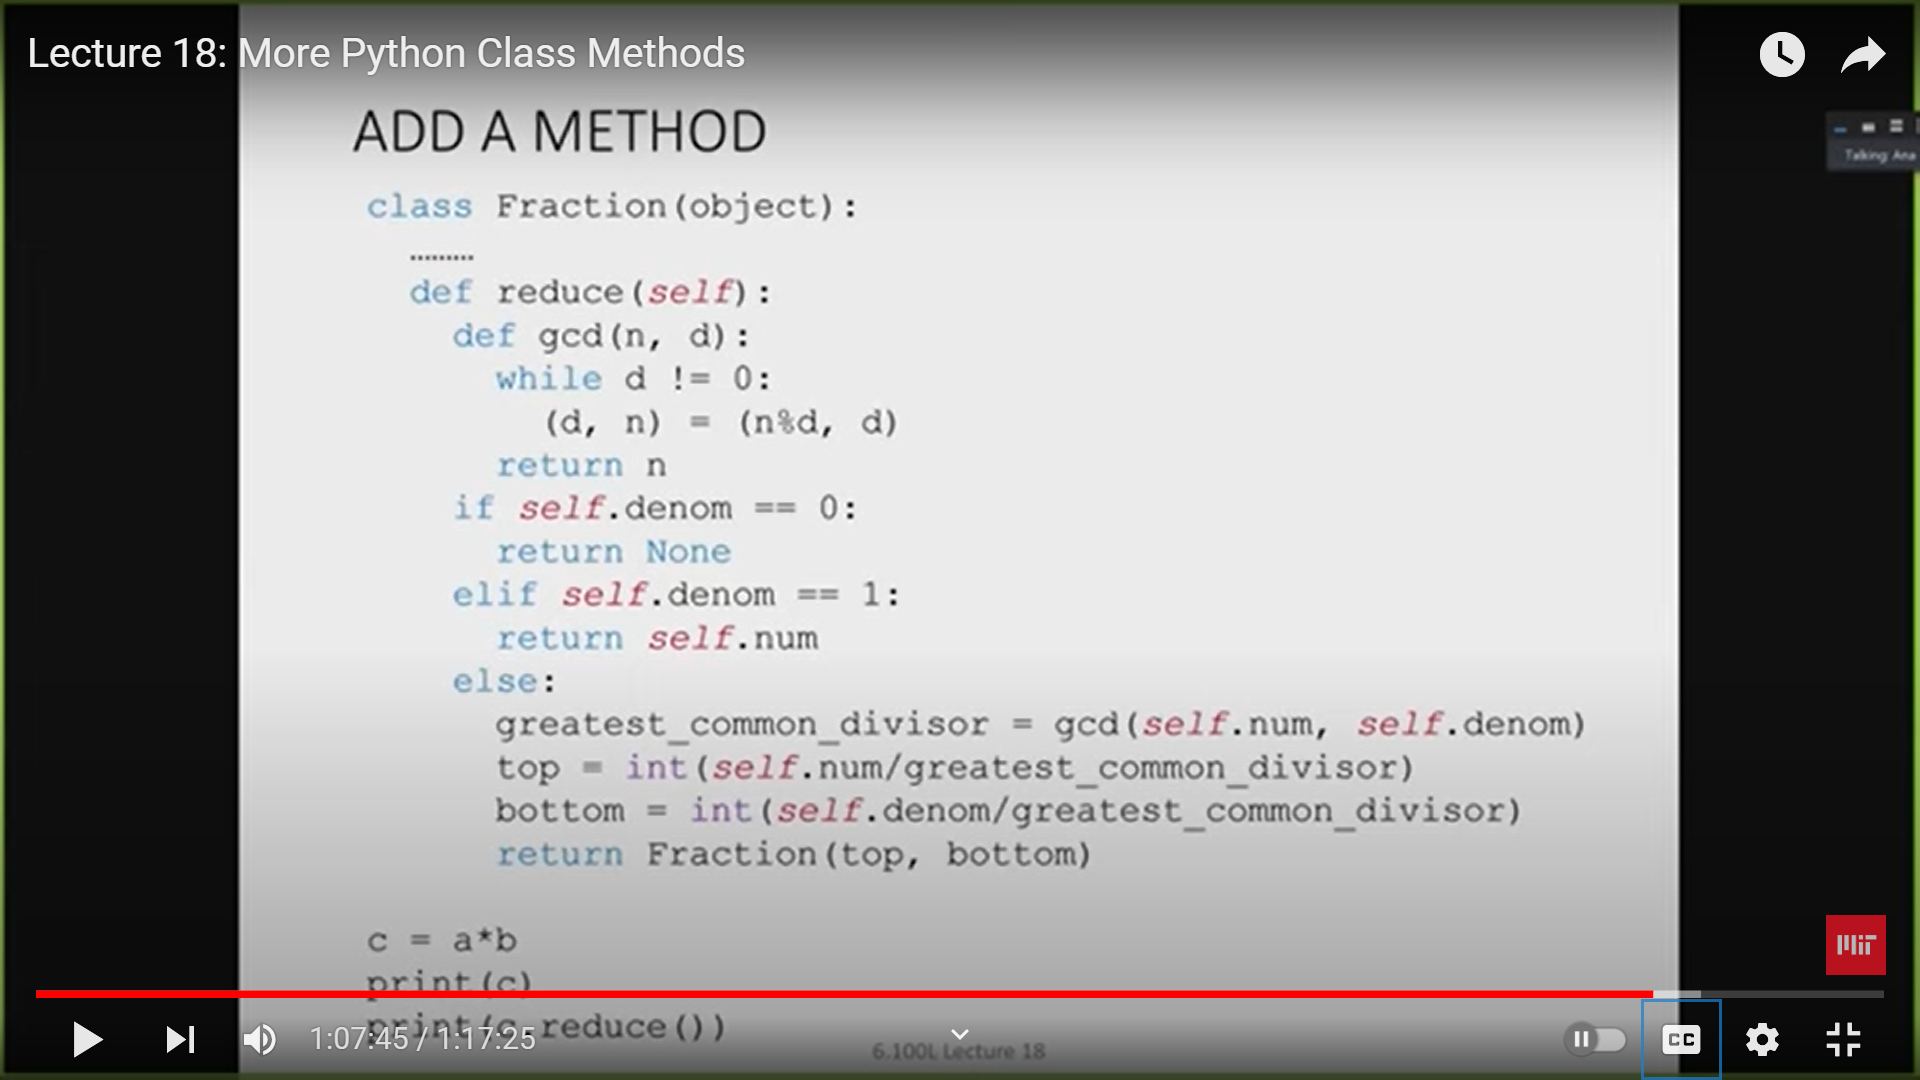 Lecture 18: More Python Class Methods
Talking: Ana
ADD A METHOD
class Fraction(object):
.........
def reduce(self):
def gcd(n, d):
while d != 0:
(d, n) = (n%d, d)
return n
if self.denom == 0:
return None
elif self.denom == 1:
return self.num
else:
greatest_common_divisor = gcd(self.num, self.denom)
top = int(self.num/greatest_common_divisor)
bottom = int(self.denom/greatest_common_divisor)
return Fraction(top, bottom)
c = a*b
print(c)
print(c.reduce())
MIT
1:07:45 / 1:17:25
6.100L Lecture 18
CC